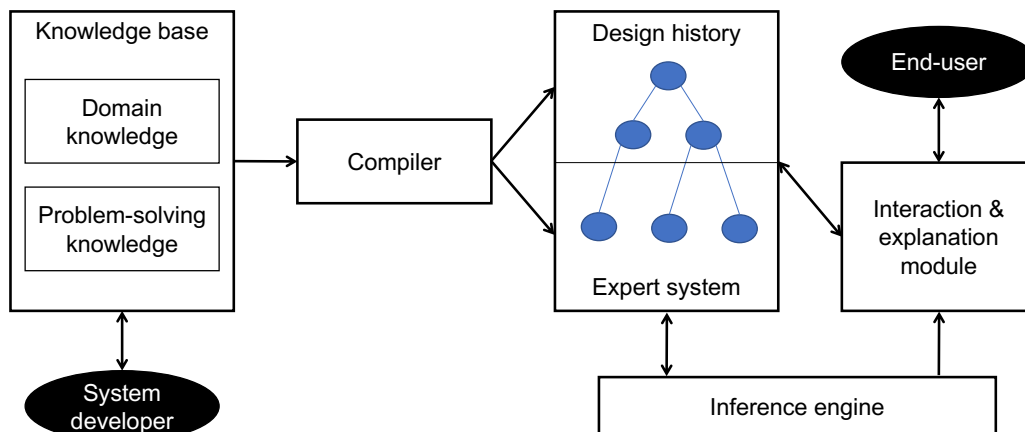 Knowledge base
Domain
knowledge
Problem-solving
knowledge
System
developer
Compiler
Design history
Expert system
End-user
Interaction &
explanation
module
Inference engine